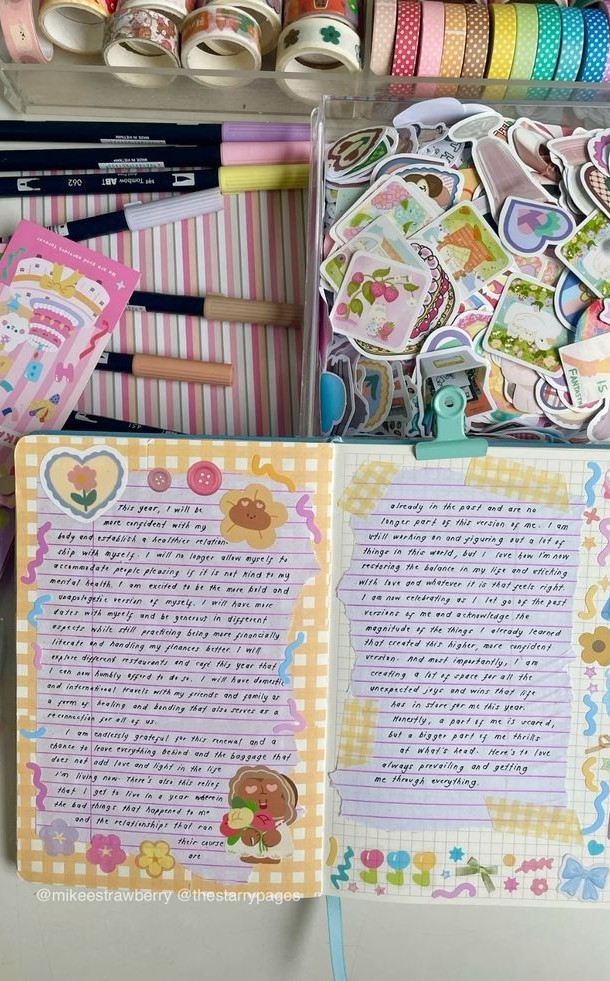 062 Tombow ABT
451
FANTASTIC
This year, I will be
more confident with my
body and establish a healthier relation-
ship with myself. I will no longer allow myself to
accommodate people pleasing if it is not kind to my
mental health. I am excited to be the more bold and
unapologetic version of myself. I will have more
dates with myself and be generous in different
aspects while still practicing being more financially
literate and handling my finances better. I will
explore different restaurants and café this year that
I can now humbly afford to do so. I will have domestic
and international travels with my friends and family as
a form of healing and bonding that also serves as a
reconnection for all of us.
I am endlessly grateful for this renewal and a
chance to leave everything behind and the baggage that
does not add love and light in the life
I'm living now. There's also this relief
that I get to live in a year wherein
the bad things that happened to me
and the relationships that ran
their course
are
already in the past and are no
longer part of this version of me. I am
still working on and figuring out a lot of
things in this world, but I love how I'm now
restoring the balance in my life and stitching
with love and whatever it is that feels right.
I am now celebrating as I let go of the past
versions of me and acknowledge the
magnitude of the things I already learned
that created this higher, more confident
version. And most importantly, I am
creating a lot of space for all the
unexpected joys and wins that life
has in store for me this year.
Honestly, a part of me is scared,
but a bigger part of me thrills
at what's ahead. Here's to love
always prevailing and getting
me through everything.
@mikeestrawberry @thestarrypages